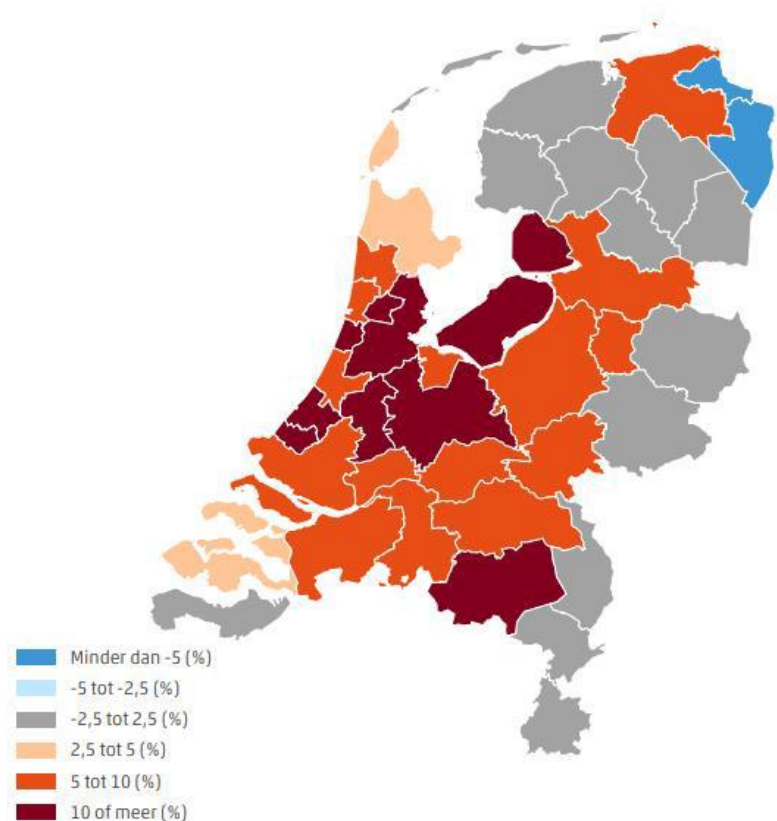 Minder dan -5 (%)
-5 tot -2,5 (%)
-2,5 tot 2,5 (%)
2,5 tot 5 (%)
5 tot 10 (%)
10 of meer (%)